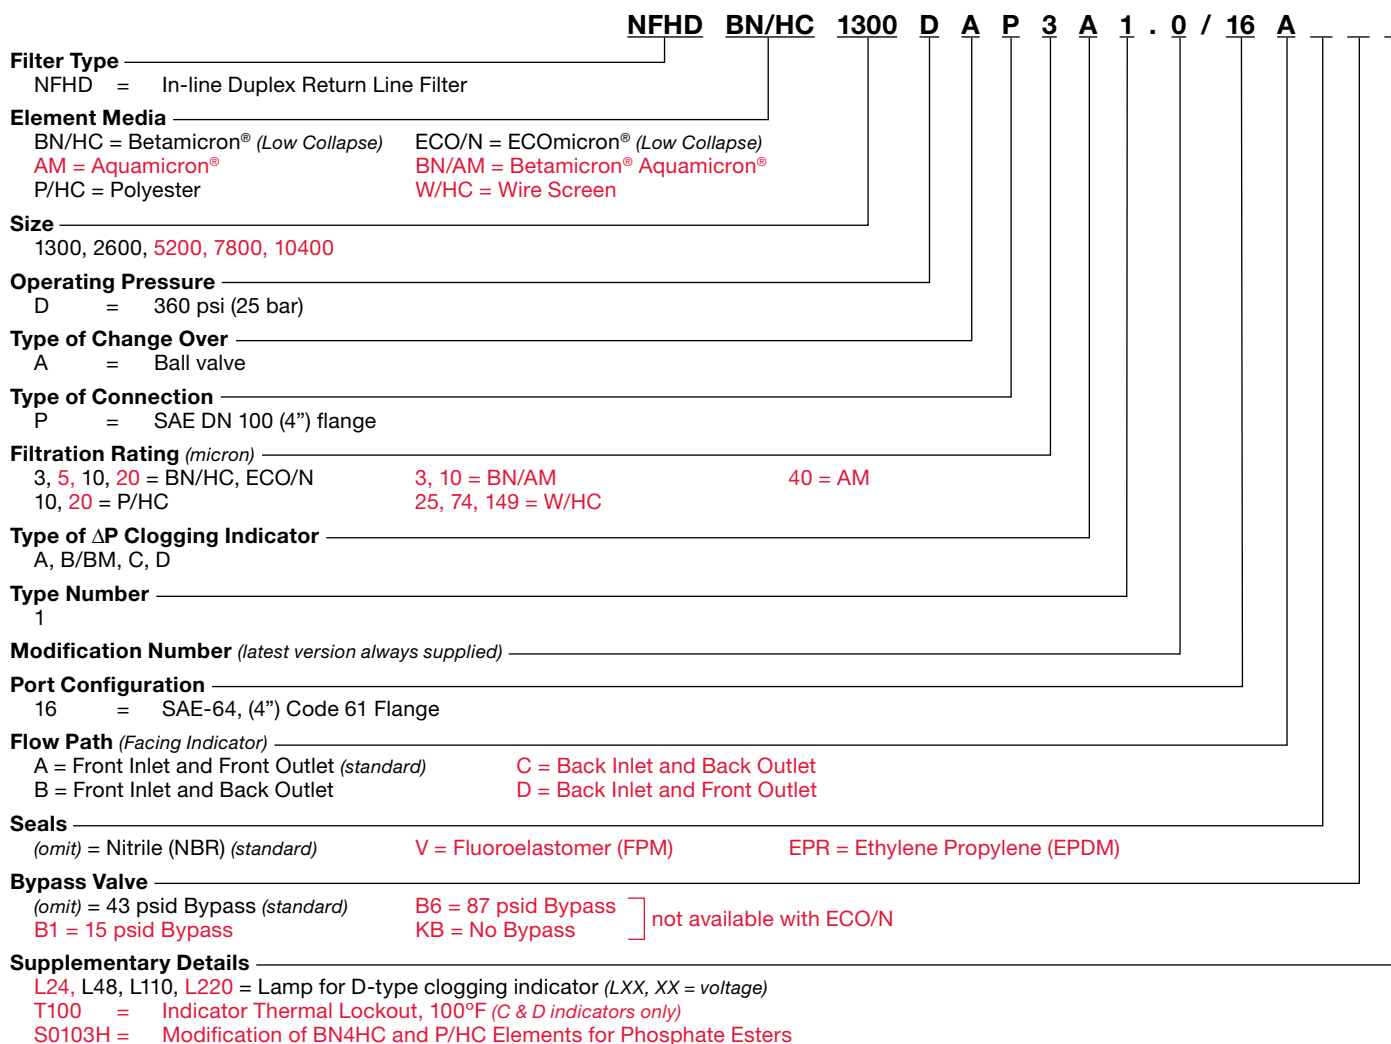 NFHD BN/HC 1300 D A P 3 A 1 . 0 / 16 A _ _ _
Filter Type
NFHD = In-line Duplex Return Line Filter
Element Media
BN/HC = Betamicron® (Low Collapse) ECO/N = ECOmicron® (Low Collapse)
AM = Aquamicron® BN/AM = Betamicron® Aquamicron®
P/HC = Polyester W/HC = Wire Screen
Size
1300, 2600, 5200, 7800, 10400
Operating Pressure
D = 360 psi (25 bar)
Type of Change Over
A = Ball valve
Type of Connection
P = SAE DN 100 (4”) flange
Filtration Rating (micron)
3, 5, 10, 20 = BN/HC, ECO/N 3, 10 = BN/AM 40 = AM
10, 20 = P/HC 25, 74, 149 = W/HC
Type of ∆P Clogging Indicator
A, B/BM, C, D
Type Number
1
Modification Number (latest version always supplied)
Port Configuration
16 = SAE-64, (4”) Code 61 Flange
Flow Path (Facing Indicator)
A = Front Inlet and Front Outlet (standard) C = Back Inlet and Back Outlet
B = Front Inlet and Back Outlet D = Back Inlet and Front Outlet
Seals
(omit) = Nitrile (NBR) (standard) V = Fluoroelastomer (FPM) EPR = Ethylene Propylene (EPDM)
Bypass Valve
(omit) = 43 psid Bypass (standard) B6 = 87 psid Bypass
B1 = 15 psid Bypass KB = No Bypass
not available with ECO/N
Supplementary Details
L24, L48, L110, L220 = Lamp for D-type clogging indicator (LXX, XX = voltage)
T100 = Indicator Thermal Lockout, 100ºF (C & D indicators only)
S0103H = Modification of BN4HC and P/HC Elements for Phosphate Esters